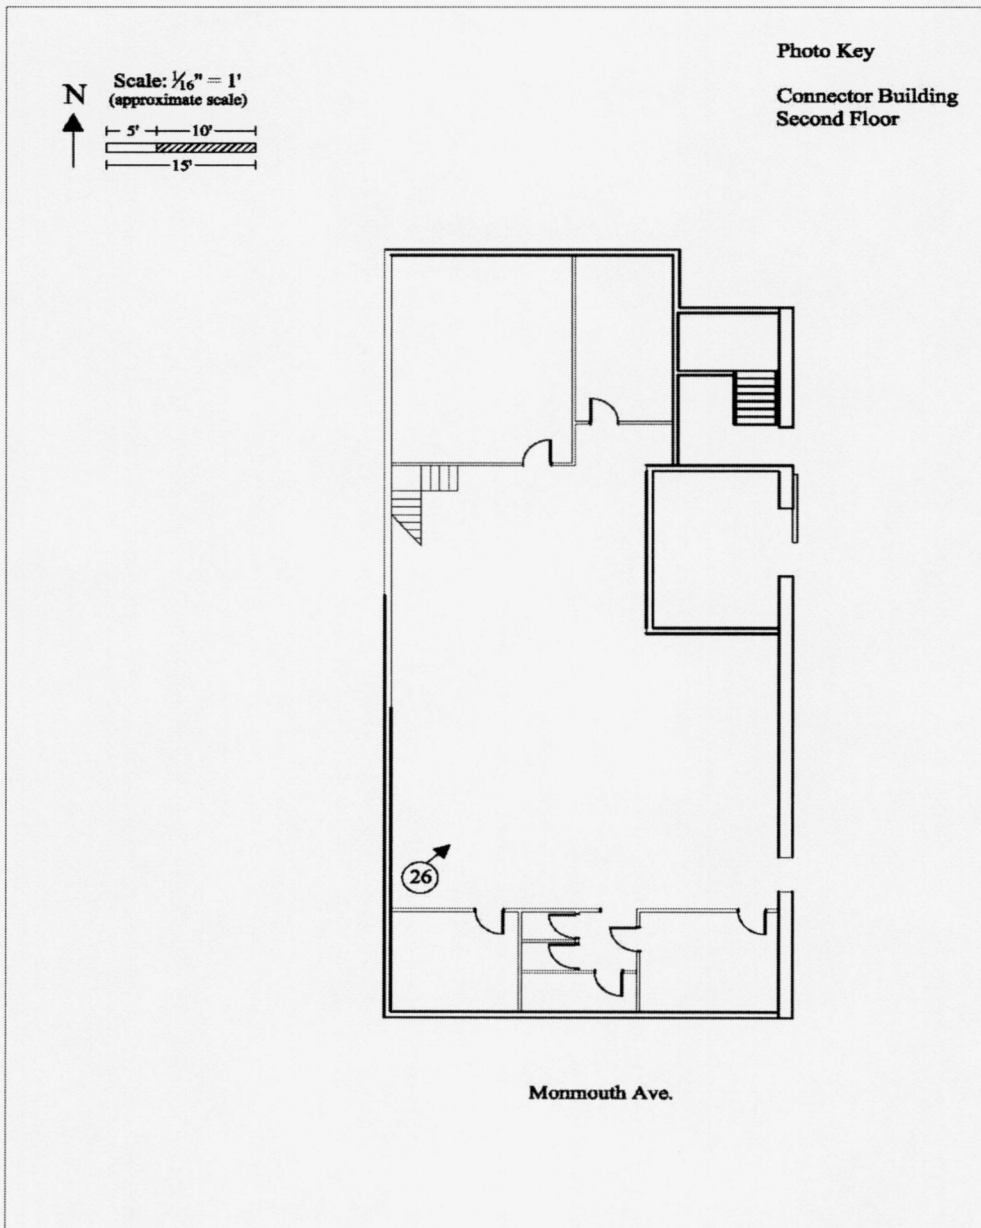 Photo Key
Connector Building
Second Floor
N
Scale: 1/16" = 1'
(approximate scale)
5' 10'
15'
26
Monmouth Ave.